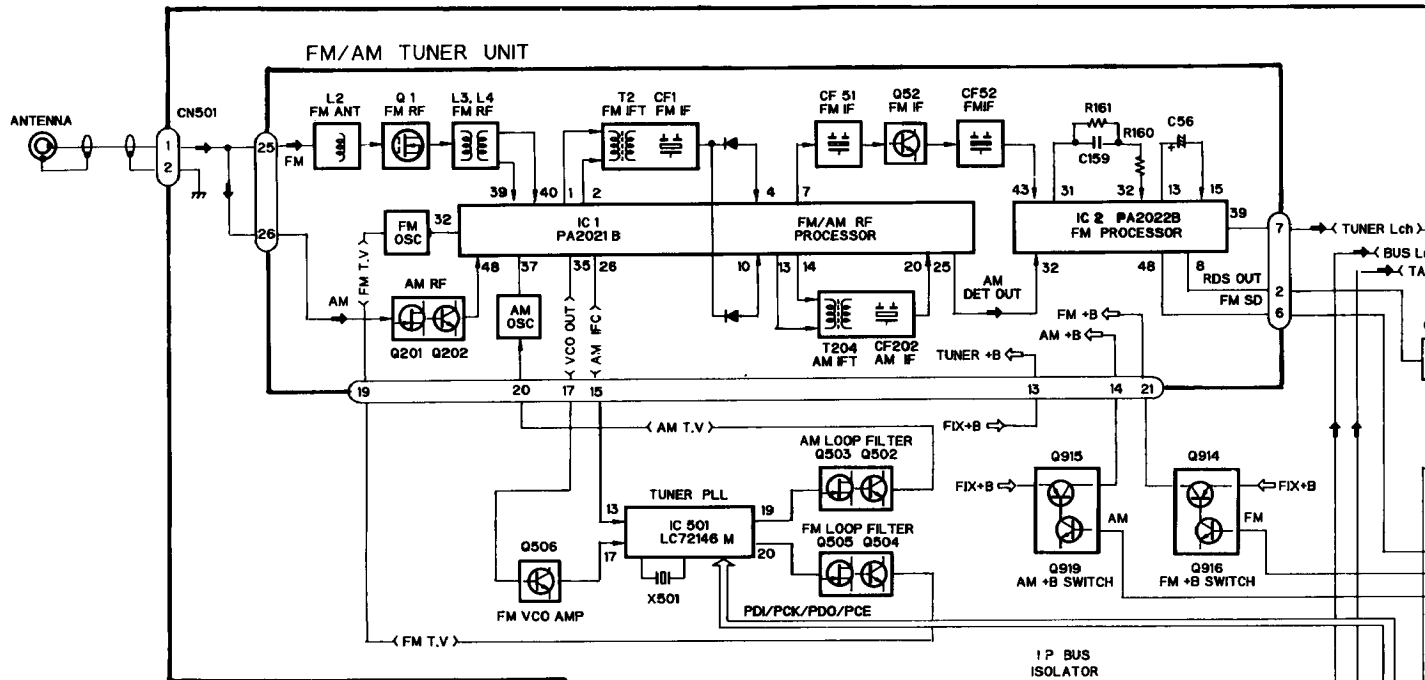 FM/AM TUNER UNIT
ANTENNA
CN501
1
2
25
26
FM
AM
L2
FM ANT
Q 1
FM RF
L3, L4
FM RF
T2 CF1
FM IFT FM IF
CF 51
FM IF
Q52
FM IF
CF52
FMIF
R161
C159
R160
C56
39 40 1 2 4 7
43 31 32 13 15
IC 1
PA2021 B
FM/AM RF
PROCESSOR
IC 2 PA2022B
FM PROCESSOR
FM
OSC
32
48 37 35 26 10 13 14 20 25
32 48 8
39
7 TUNER Lch
BUS L
TA
RDS OUT
2
FM SD
6
AM
DET OUT
FM T.V
AM RF
Q201 Q202
AM
OSC
VCO OUT
AM IFC
T204 CF202
AM IFT AM IF
FM +B
AM +B
TUNER +B
19 20 17 15 13 14 21
AM T.V
FIX+B
AM LOOP FILTER
Q503 Q502
TUNER PLL
IC 501
LC72146 M
13
17
19
20
FM LOOP FILTER
Q505 Q504
X501
Q506
FM VCO AMP
PDI/PCK/PDO/PCE
FM T.V
Q915
FIX+B
AM
Q919
AM +B SWITCH
Q914
FIX+B
FM
Q916
FM +B SWITCH
I P BUS
ISOLATOR